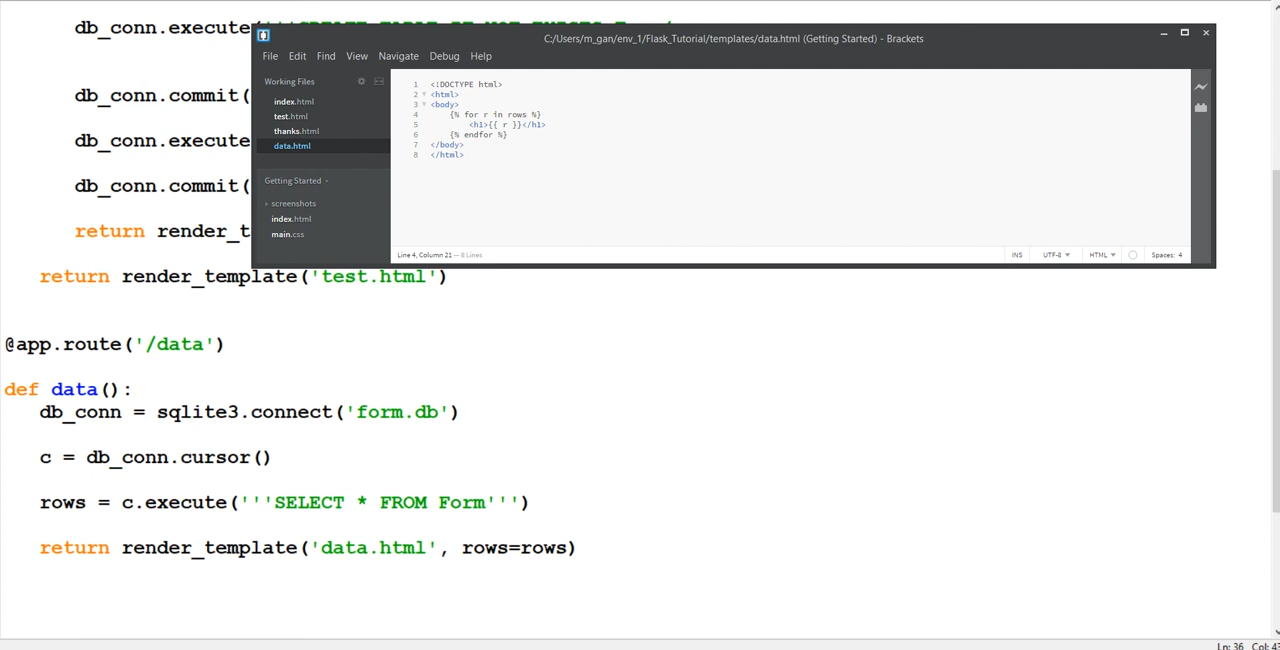 db_conn.execute(
C:/Users/m_gan/env_1/Flask_Tutorial/templates/data.html (Getting Started) - Brackets
File Edit Find View Navigate Debug Help
Working Files
index.html
test.html
thanks.html
data.html
Getting Started
screenshots
index.html
main.css
1 <!DOCTYPE html>
2 <html>
3 <body>
4 {% for r in rows %}
5 <h1>{{ r }}</h1>
6 {% endfor %}
7 </body>
8 </html>
Line 4, Column 21 — 8 Lines
INS UTF-8 HTML Spaces: 4
db_conn.commit(
db_conn.execute
db_conn.commit(
return render_t
return render_template('test.html')
@app.route('/data')
def data():
db_conn = sqlite3.connect('form.db')
c = db_conn.cursor()
rows = c.execute('''SELECT * FROM Form''')
return render_template('data.html', rows=rows)
Ln: 36 Col: 43